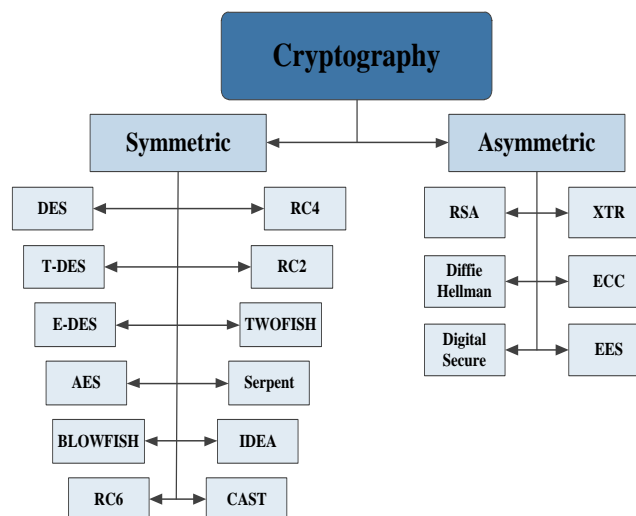 Cryptography
Symmetric
Asymmetric
DES
RC4
T-DES
RC2
E-DES
TWOFISH
AES
Serpent
BLOWFISH
IDEA
RC6
CAST
RSA
XTR
Diffie
Hellman
ECC
Digital
Secure
EES